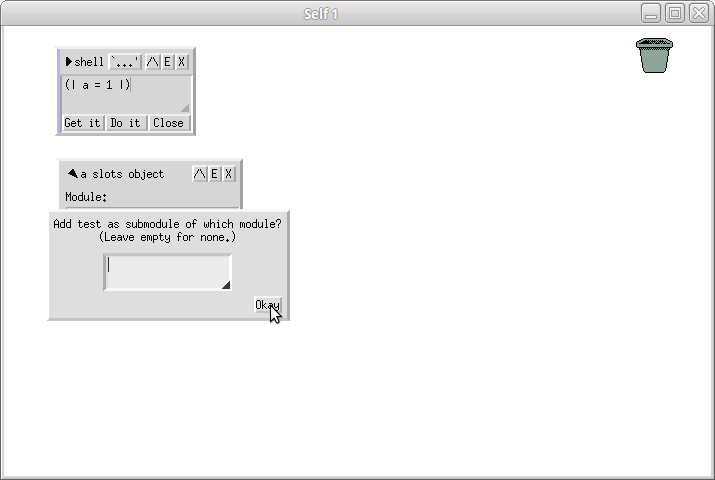 Self 1
shell `...' /\ E X
(| a = 1 |)
Get it Do it Close
a slots object /\ E X
Module:
Add test as submodule of which module?
(Leave empty for none.)
Okay